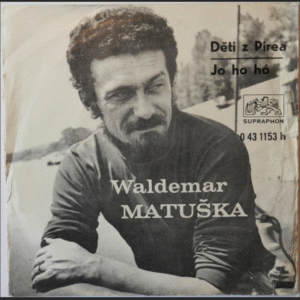 Děti z Pirea
Jo ho hó
SUPRAPHON
0 43 1153 h
Waldemar
MATUŠKA